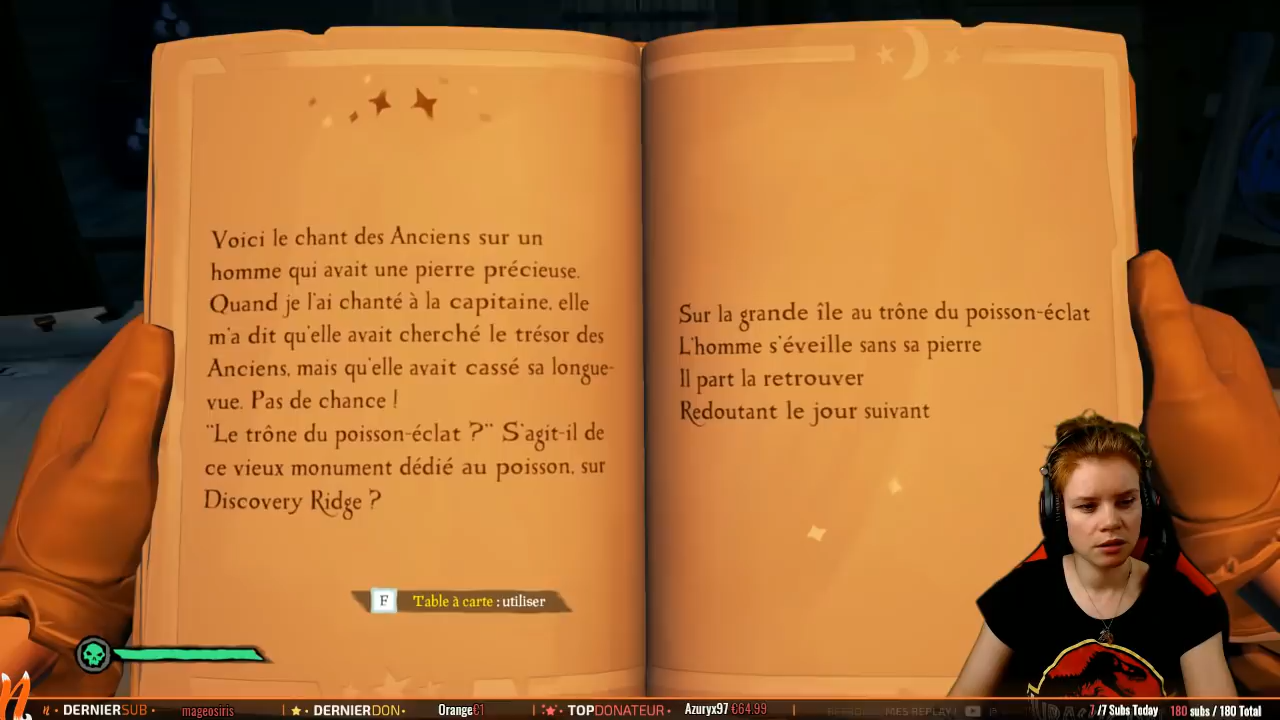 Voici le chant des Anciens sur un
homme qui avait une pierre précieuse.
Quand je l'ai chanté à la capitaine, elle
m'a dit qu'elle avait cherché le trésor des
Anciens, mais qu'elle avait cassé sa longue-
vue. Pas de chance !
"Le trône du poisson-éclat ?" S'agit-il de
ce vieux monument dédié au poisson, sur
Discovery Ridge ?
Sur la grande île au trône du poisson-éclat
L'homme s'éveille sans sa pierre
Il part la retrouver
Redoutant le jour suivant
F Table à carte : utiliser
DERNIERSUB mageosiris DERNIERDON Orange €1 TOPDONATEUR Azuryx97 €64.99 MES REPLAY ! 7 /7 Subs Today 180 subs / 180 Total